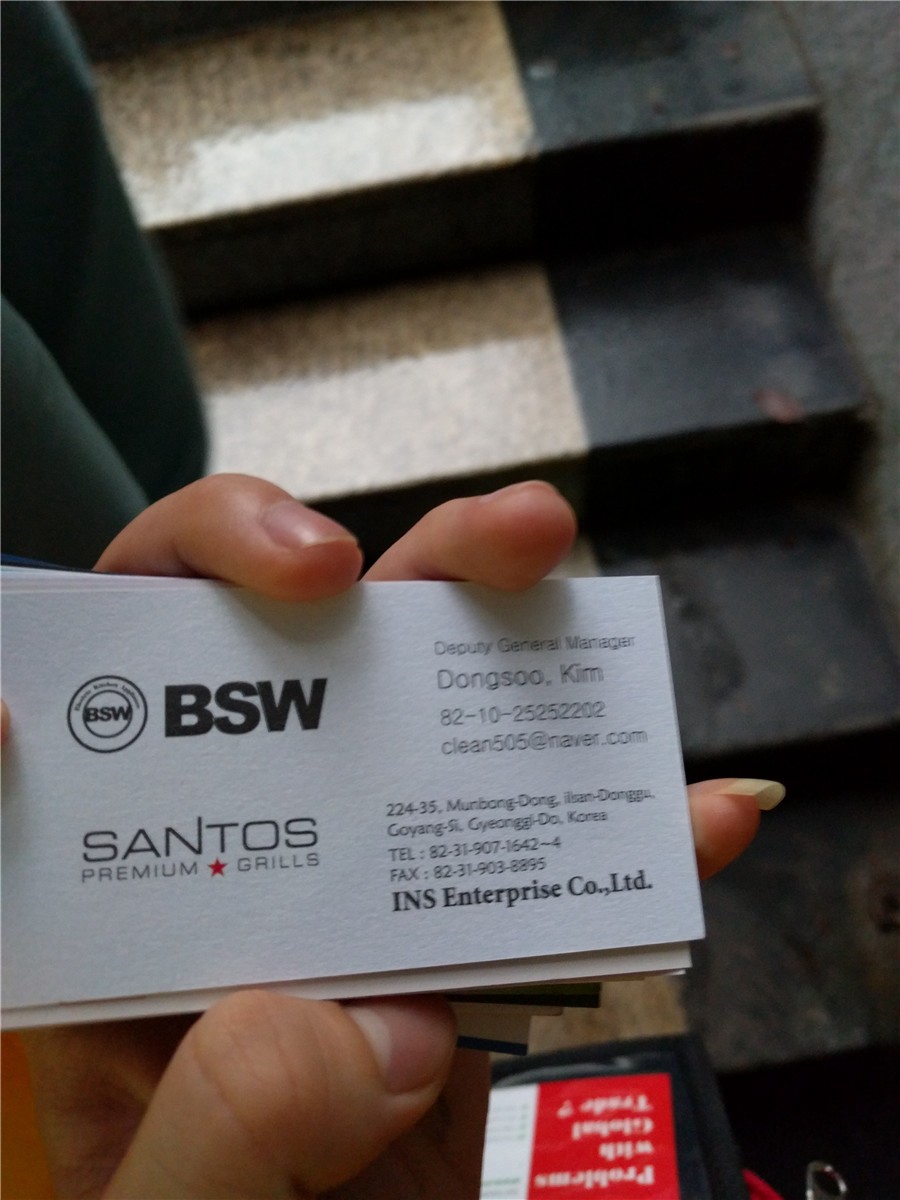 BSW
BSW
SANTOS
PREMIUM ★ GRILLS
Deputy General Manager
Dongsoo, Kim
82-10-25252202
clean505@naver.com
224-35, Munbong-Dong, ilsan-Donggu,
Goyang-Si, Gyeonggi-Do, Korea
TEL : 82-31-907-1642~4
FAX : 82-31-903-8895
INS Enterprise Co.,Ltd.
Problems
with
Global
Trade ?